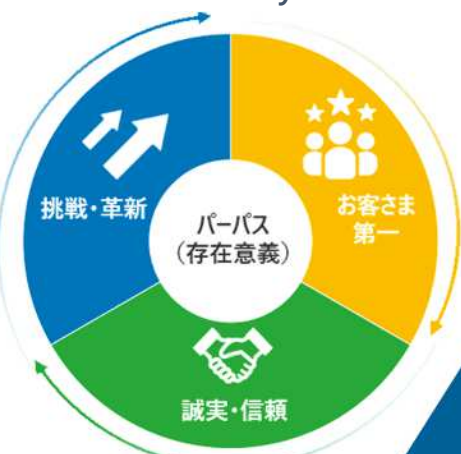 挑戦・革新
お客さま
第一
パーパス
(存在意義)
誠実・信頼